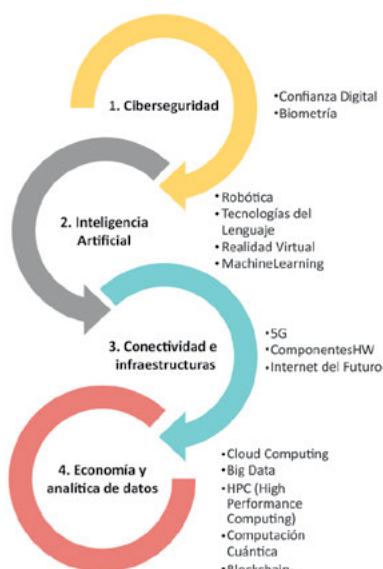 1. Ciberseguridad
•Confianza Digital
•Biometría
2. Inteligencia
Artificial
•Robótica
•Tecnologías del
Lenguaje
•Realidad Virtual
•MachineLearning
3. Conectividad e
infraestructuras
•5G
•ComponentesHW
•Internet del Futuro
4. Economía y
analítica de datos
•Cloud Computing
•Big Data
•HPC (High
Performance
Computing)
•Computación
Cuántica
•Blockchain